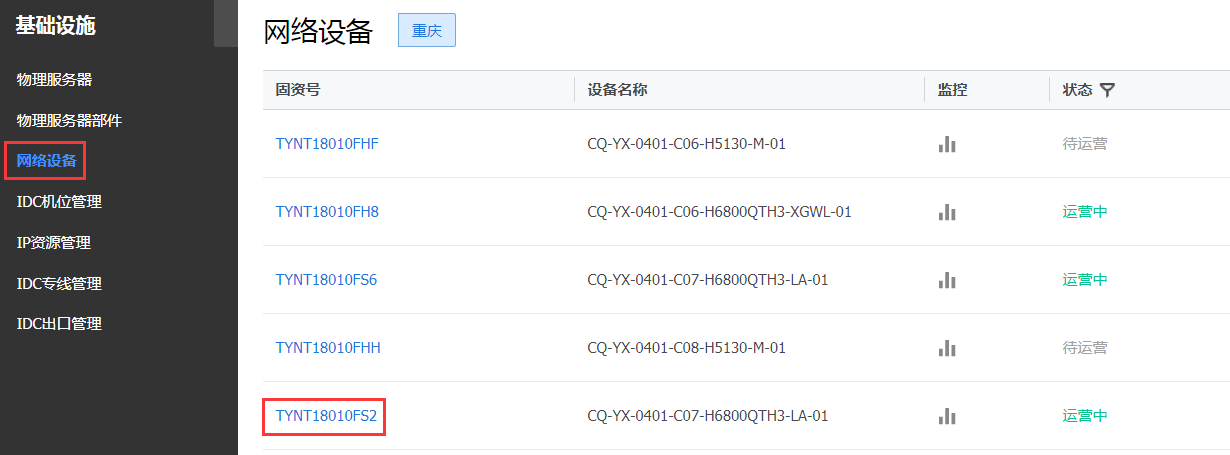 基础设施
物理服务器
物理服务器部件
网络设备
IDC机位管理
IP资源管理
IDC专线管理
IDC出口管理
网络设备 重庆
固资号 设备名称 监控 状态
TYNT18010FHF CQ-YX-0401-C06-H5130-M-01 待运营
TYNT18010FH8 CQ-YX-0401-C06-H6800QTH3-XGWL-01 运营中
TYNT18010FS6 CQ-YX-0401-C07-H6800QTH3-LA-01 运营中
TYNT18010FHH CQ-YX-0401-C08-H5130-M-01 待运营
TYNT18010FS2 CQ-YX-0401-C07-H6800QTH3-LA-01 运营中